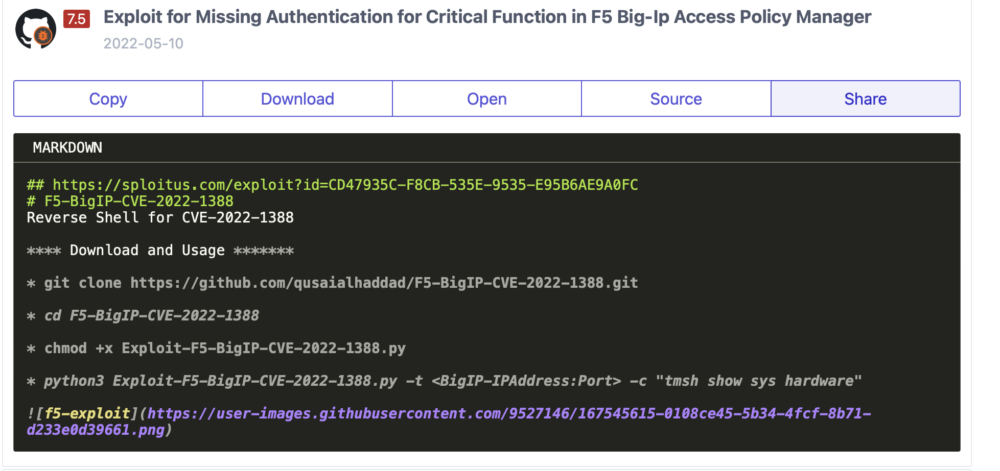 7.5 Exploit for Missing Authentication for Critical Function in F5 Big-Ip Access Policy Manager
2022-05-10
Copy Download Open Source Share
MARKDOWN
## https://sploitus.com/exploit?id=CD47935C-F8CB-535E-9535-E95B6AE9A0FC
# F5-BigIP-CVE-2022-1388
Reverse Shell for CVE-2022-1388
**** Download and Usage *******
* git clone https://github.com/qusaialhaddad/F5-BigIP-CVE-2022-1388.git
* cd F5-BigIP-CVE-2022-1388
* chmod +x Exploit-F5-BigIP-CVE-2022-1388.py
* python3 Exploit-F5-BigIP-CVE-2022-1388.py -t <BigIP-IPAddress:Port> -c "tmsh show sys hardware"
![f5-exploit](https://user-images.githubusercontent.com/9527146/167545615-0108ce45-5b34-4fcf-8b71-
d233e0d39661.png)